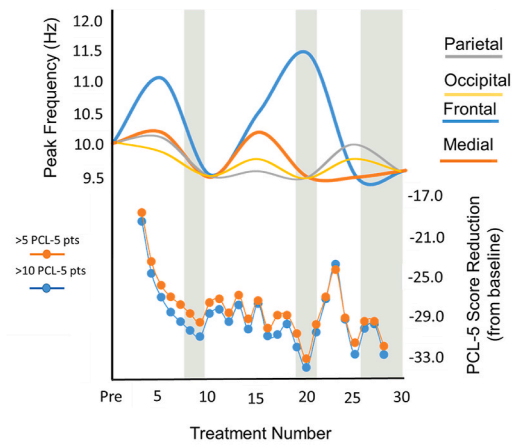 Peak Frequency (Hz)
12.0
11.0
11.0
10.5
10.0
9.5
Parietal
Occipital
Frontal
Medial
-17.0
-21.0
-25.0
-29.0
-33.0
PCL-5 Score Reduction
(from baseline)
>5 PCL-5 pts
>10 PCL-5 pts
Pre 5 10 15 20 25 30
Treatment Number